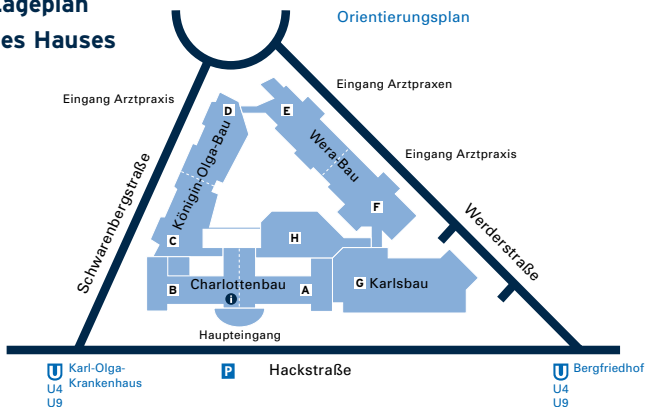 Lageplan
es Hauses
Orientierungsplan
Eingang Arztpraxen
Eingang Arztpraxis
D
E
Königin-Olga-Bau
Wera-Bau
Eingang Arztpraxis
Schwarenbergstraße
F
Werderstraße
C
H
B
Charlottenbau
A
G
Karlsbau
i
Haupteingang
Karl-Olga-
Krankenhaus
U
U4
U9
P
Hackstraße
U
Bergfriedhof
U4
U9